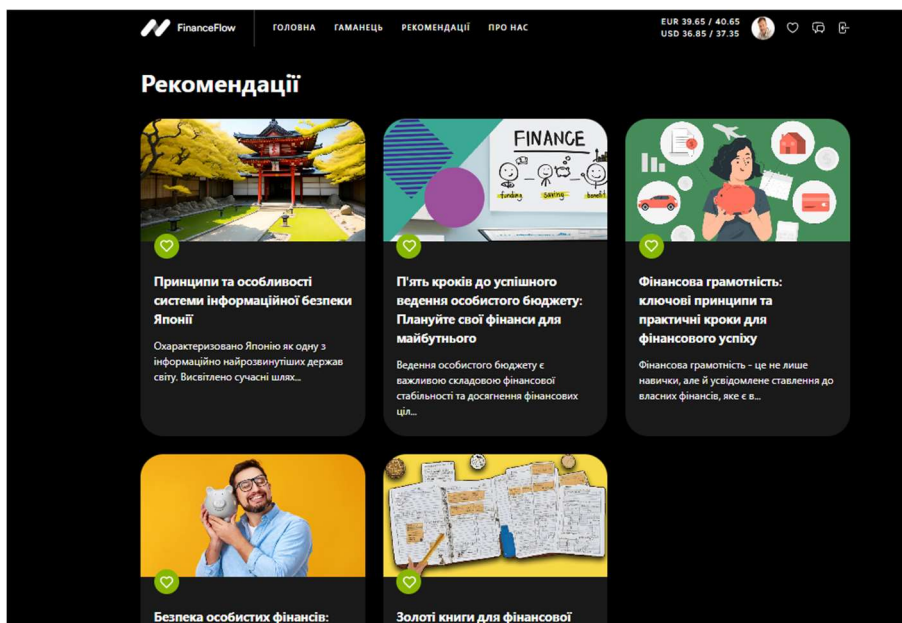 FinanceFlow
ГОЛОВНА
ГАМАНЕЦЬ
РЕКОМЕНДАЦІЇ
ПРО НАС
EUR 39.65 / 40.65
USD 36.85 / 37.35
Рекомендації
Принципи та особливості
системи інформаційної безпеки
Японії
Охарактеризовано Японію як одну з
інформаційно найрозвинутіших держав
світу. Висвітлено сучасні шлях...
FINANCE
funding
saving
benefit
П'ять кроків до успішного
ведення особистого бюджету:
Плануйте свої фінанси для
майбутнього
Ведення особистого бюджету є
важливою складовою фінансової
стабільності та досягнення фінансових
ціл...
Фінансова грамотність:
ключові принципи та
практичні кроки для
фінансового успіху
Фінансова грамотність - це не лише
навички, але й усвідомлене ставлення до
власних фінансів, яке є в...
Безпека особистих фінансів:
Золоті книги для фінансової